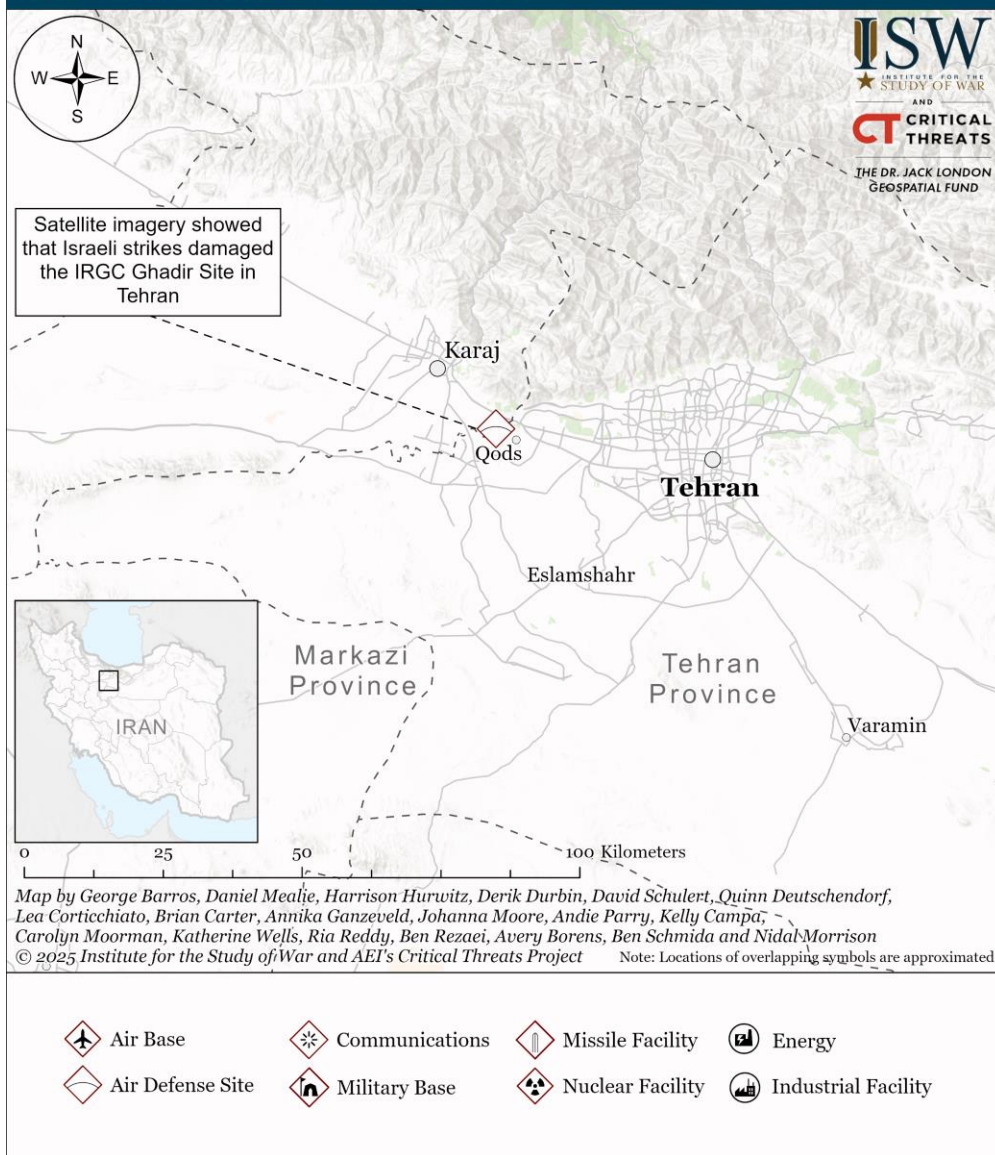 N
W E
S
ISW
INSTITUTE FOR THE
STUDY OF WAR
AND
CT CRITICAL
THREATS
THE DR. JACK LONDON
GEOSPATIAL FUND
Satellite imagery showed
that Israeli strikes damaged
the IRGC Ghadir Site in
Tehran
Karaj
Qods
Tehran
Eslamshahr
Markazi
Province
Tehran
Province
Varamin
IRAN
0 25 50 100 Kilometers
Map by George Barros, Daniel Mealie, Harrison Hurwitz, Derik Durbin, David Schulert, Quinn Deutschendorf,
Lea Corticchiato, Brian Carter, Annika Ganzeveld, Johanna Moore, Andie Parry, Kelly Campa,
Carolyn Moorman, Katherine Wells, Ria Reddy, Ben Rezaei, Avery Borens, Ben Schmida and Nidal Morrison
© 2025 Institute for the Study of War and AEI's Critical Threats Project Note: Locations of overlapping symbols are approximated
Air Base Communications Missile Facility Energy
Air Defense Site Military Base Nuclear Facility Industrial Facility